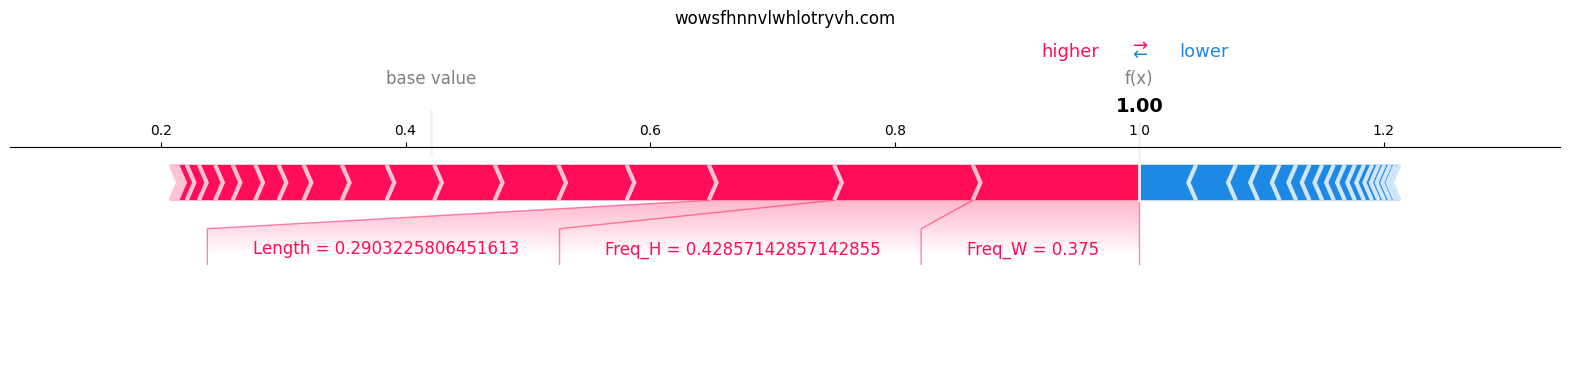 wowsfhnnvlwhlotryvh.com
higher → ← lower
base value f(x)
1.00
0.2 0.4 0.6 0.8 1.0 1.2
Length = 0.2903225806451613 Freq_H = 0.42857142857142855 Freq_W = 0.375